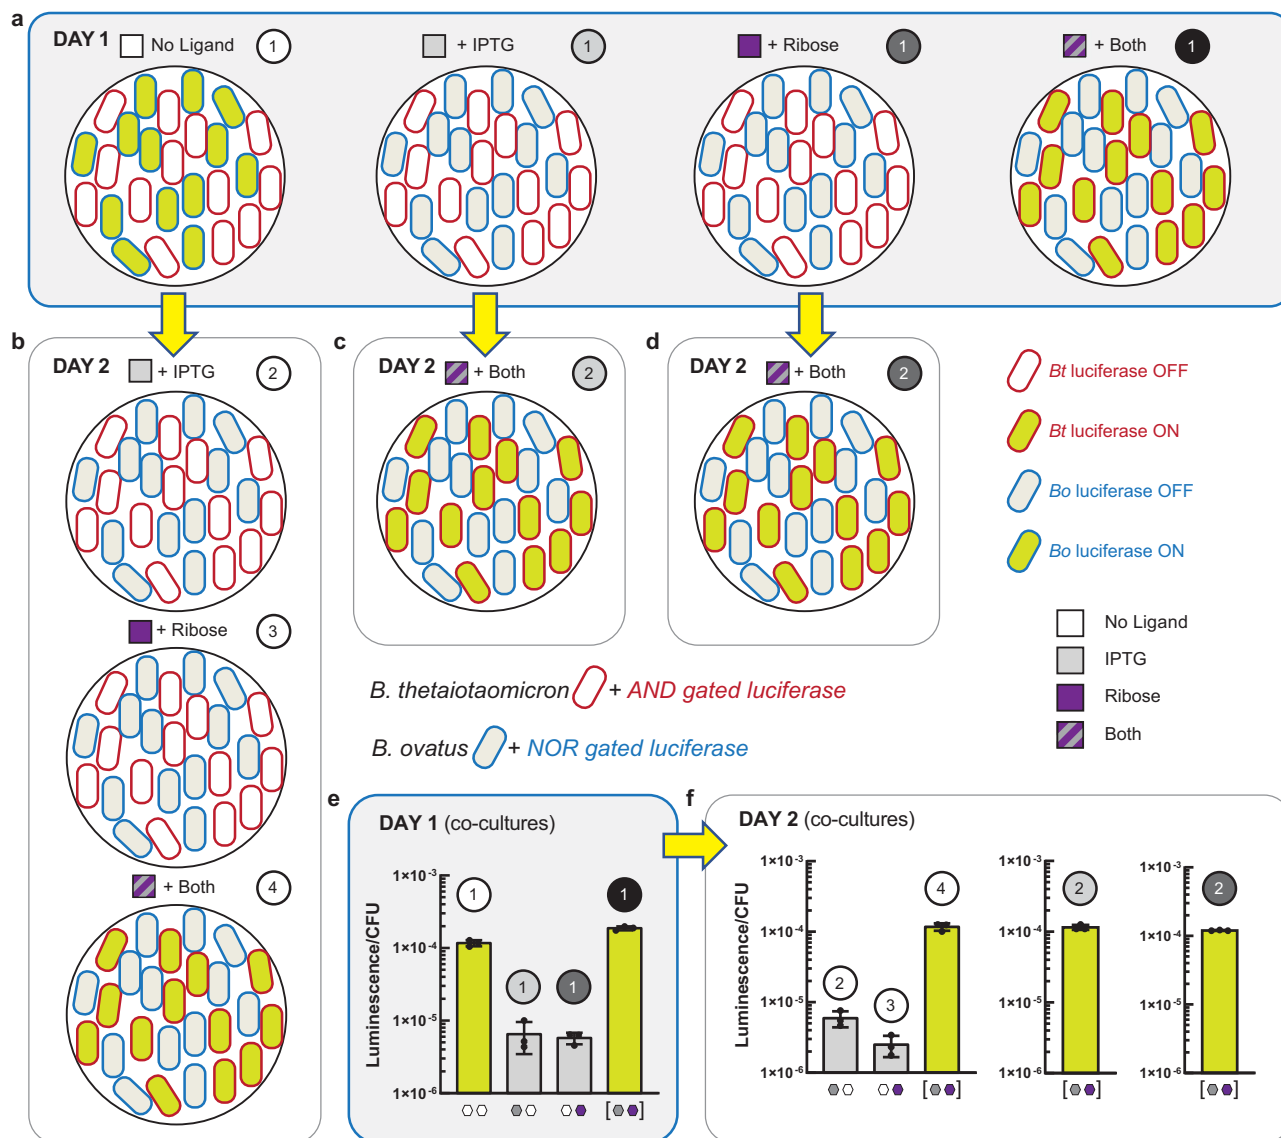 a
DAY 1
No Ligand
1
+ IPTG
1
+ Ribose
1
+ Both
1
b
DAY 2
+ IPTG
2
+ Ribose
3
+ Both
4
c
DAY 2
+ Both
2
d
DAY 2
+ Both
2
Bt luciferase OFF
Bt luciferase ON
Bo luciferase OFF
Bo luciferase ON
No Ligand
IPTG
Ribose
Both
B. thetaiotaomicron + AND gated luciferase
B. ovatus + NOR gated luciferase
e
DAY 1 (co-cultures)
Luminescence/CFU
1×10⁻³
1×10⁻⁴
1×10⁻⁵
1×10⁻⁶
1
1
1
1
[ ]
f
DAY 2 (co-cultures)
Luminescence/CFU
1×10⁻³
1×10⁻⁴
1×10⁻⁵
1×10⁻⁶
2
3
4
[ ]
1×10⁻³
1×10⁻⁴
1×10⁻⁵
1×10⁻⁶
2
[ ]
1×10⁻³
1×10⁻⁴
1×10⁻⁵
1×10⁻⁶
2
[ ]